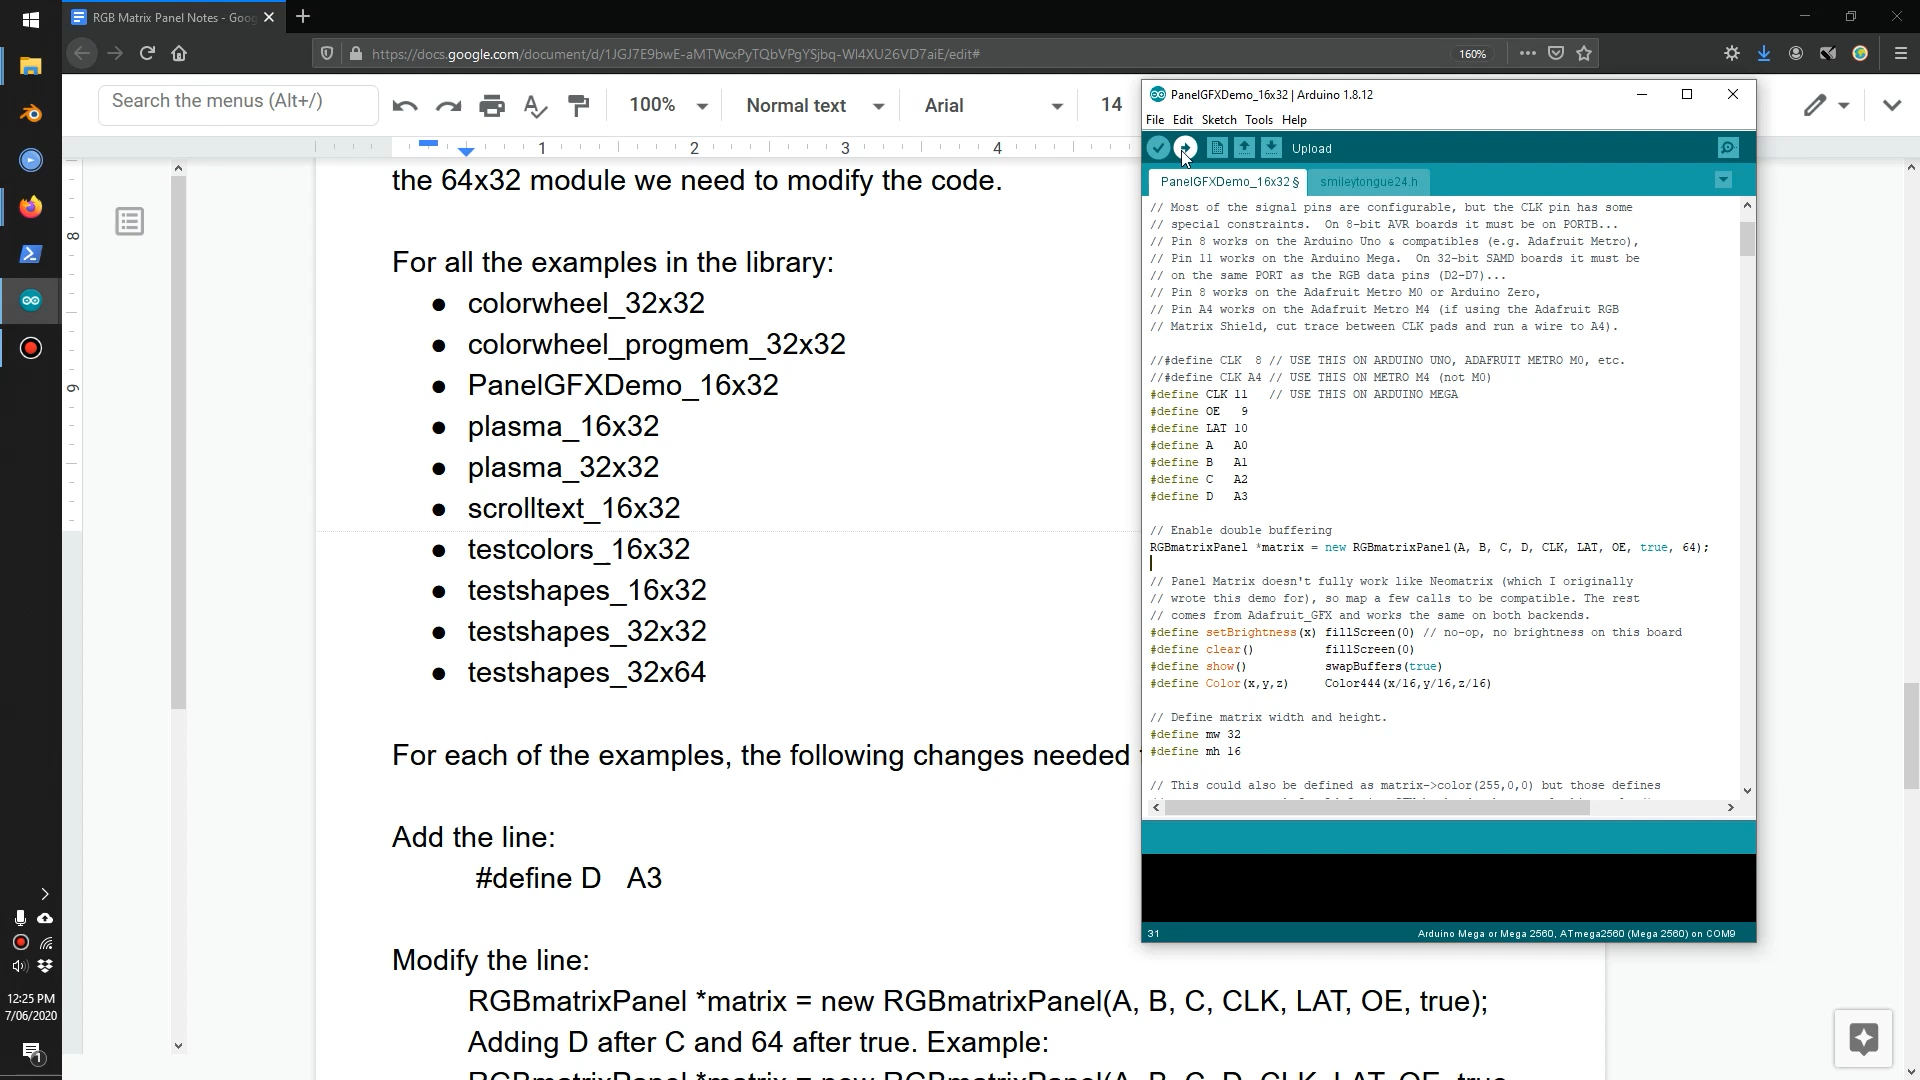 RGB Matrix Panel Notes - Goog
https://docs.google.com/document/d/1JGJ7E9bwE-aMTWcxPyTQbVPgYSjbq-WI4XU26VD7aiE/edit#
160%
Search the menus (Alt+/)
100%
Normal text
Arial
14
1 2 3 4
8
9
the 64x32 module we need to modify the code.
For all the examples in the library:
● colorwheel_32x32
● colorwheel_progmem_32x32
● PanelGFXDemo_16x32
● plasma_16x32
● plasma_32x32
● scrolltext_16x32
● testcolors_16x32
● testshapes_16x32
● testshapes_32x32
● testshapes_32x64
For each of the examples, the following changes needed
Add the line:
#define D A3
Modify the line:
RGBmatrixPanel *matrix = new RGBmatrixPanel(A, B, C, CLK, LAT, OE, true);
Adding D after C and 64 after true. Example:
RGBmatrixPanel *matrix = new RGBmatrixPanel(A, B, C, D, CLK, LAT, OE, true,
PanelGFXDemo_16x32 | Arduino 1.8.12
File Edit Sketch Tools Help
Upload
PanelGFXDemo_16x32 §
smileytongue24.h
// Most of the signal pins are configurable, but the CLK pin has some
// special constraints. On 8-bit AVR boards it must be on PORTB...
// Pin 8 works on the Arduino Uno & compatibles (e.g. Adafruit Metro),
// Pin 11 works on the Arduino Mega. On 32-bit SAMD boards it must be
// on the same PORT as the RGB data pins (D2-D7)...
// Pin 8 works on the Adafruit Metro M0 or Arduino Zero,
// Pin A4 works on the Adafruit Metro M4 (if using the Adafruit RGB
// Matrix Shield, cut trace between CLK pads and run a wire to A4).
//#define CLK 8 // USE THIS ON ARDUINO UNO, ADAFRUIT METRO M0, etc.
//#define CLK A4 // USE THIS ON METRO M4 (not M0)
#define CLK 11 // USE THIS ON ARDUINO MEGA
#define OE 9
#define LAT 10
#define A A0
#define B A1
#define C A2
#define D A3
// Enable double buffering
RGBmatrixPanel *matrix = new RGBmatrixPanel(A, B, C, D, CLK, LAT, OE, true, 64);
// Panel Matrix doesn't fully work like Neomatrix (which I originally
// wrote this demo for), so map a few calls to be compatible. The rest
// comes from Adafruit_GFX and works the same on both backends.
#define setBrightness(x) fillScreen(0) // no-op, no brightness on this board
#define clear() fillScreen(0)
#define show() swapBuffers(true)
#define Color(x,y,z) Color444(x/16,y/16,z/16)
// Define matrix width and height.
#define mw 32
#define mh 16
// This could also be defined as matrix->color(255,0,0) but those defines
31
Arduino Mega or Mega 2560, ATmega2560 (Mega 2560) on COM9
12:25 PM
7/06/2020
1